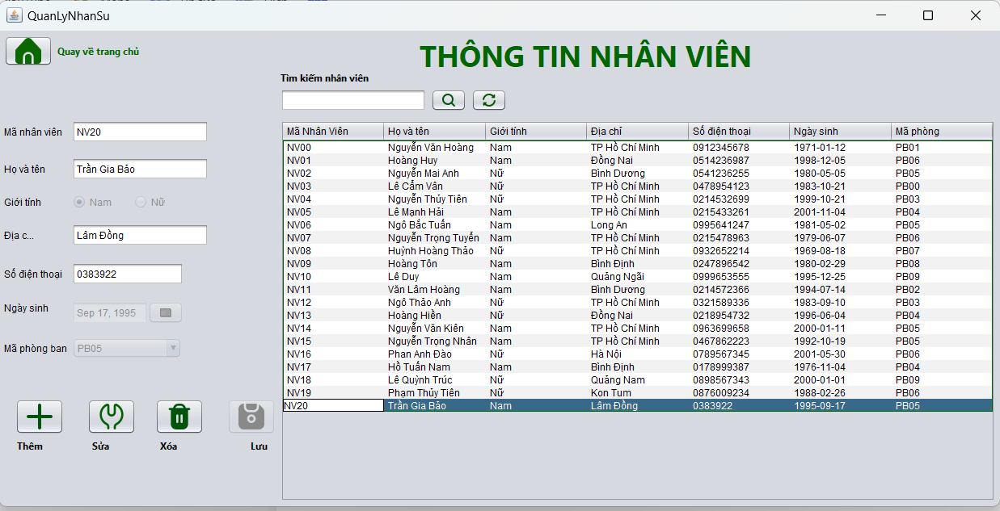 QuanLyNhanSu
Quay về trang chủ
THÔNG TIN NHÂN VIÊN
Tìm kiếm nhân viên
Mã nhân viên NV20
Họ và tên Trần Gia Bảo
Giới tính Nam Nữ
Địa c... Lâm Đồng
Số điện thoại 0383922
Ngày sinh Sep 17, 1995
Mã phòng ban PB05
Thêm Sửa Xóa Lưu
Mã Nhân Viên Họ và tên Giới tính Địa chỉ Số điện thoại Ngày sinh Mã phòng
NV00 Nguyễn Văn Hoàng Nam TP Hồ Chí Minh 0912345678 1971-01-12 PB01
NV01 Hoàng Huy Nam Đồng Nai 0514236987 1998-12-05 PB06
NV02 Nguyễn Mai Anh Nữ Bình Dương 0541236255 1980-05-05 PB05
NV03 Lê Cẩm Vân Nữ TP Hồ Chí Minh 0478954123 1983-10-21 PB00
NV04 Nguyễn Thủy Tiên Nữ TP Hồ Chí Minh 0214532699 1999-10-21 PB03
NV05 Lê Mạnh Hải Nam TP Hồ Chí Minh 0215433261 2001-11-04 PB04
NV06 Ngô Bắc Tuấn Nam Long An 0995641247 1981-05-02 PB05
NV07 Nguyễn Trọng Tuyển Nam TP Hồ Chí Minh 0215478963 1979-06-07 PB06
NV08 Huỳnh Hoàng Thảo Nữ TP Hồ Chí Minh 0932652214 1969-08-18 PB07
NV09 Hoàng Tôn Nam Bình Định 0247896542 1980-02-29 PB08
NV10 Lê Duy Nam Quảng Ngãi 0999653555 1995-12-25 PB09
NV11 Văn Lâm Hoàng Nam Bình Dương 0214572366 1994-07-14 PB02
NV12 Ngô Thảo Anh Nữ TP Hồ Chí Minh 0321589336 1983-09-10 PB03
NV13 Hoàng Hiền Nữ Đồng Nai 0218954732 1996-06-04 PB04
NV14 Nguyễn Văn Kiên Nam TP Hồ Chí Minh 0963699658 2000-01-11 PB05
NV15 Nguyễn Trọng Nhân Nam TP Hồ Chí Minh 0467862223 1992-10-19 PB05
NV16 Phan Anh Đào Nữ Hà Nội 0789567345 2001-05-30 PB06
NV17 Hồ Tuấn Nam Nam Bình Định 0178999387 1976-11-04 PB04
NV18 Lê Quỳnh Trúc Nữ Quảng Nam 0898567343 2000-01-01 PB09
NV19 Phạm Thủy Tiên Nữ Kon Tum 0876009234 1988-02-26 PB06
NV20 Trần Gia Bảo Nam Lâm Đồng 0383922 1995-09-17 PB05